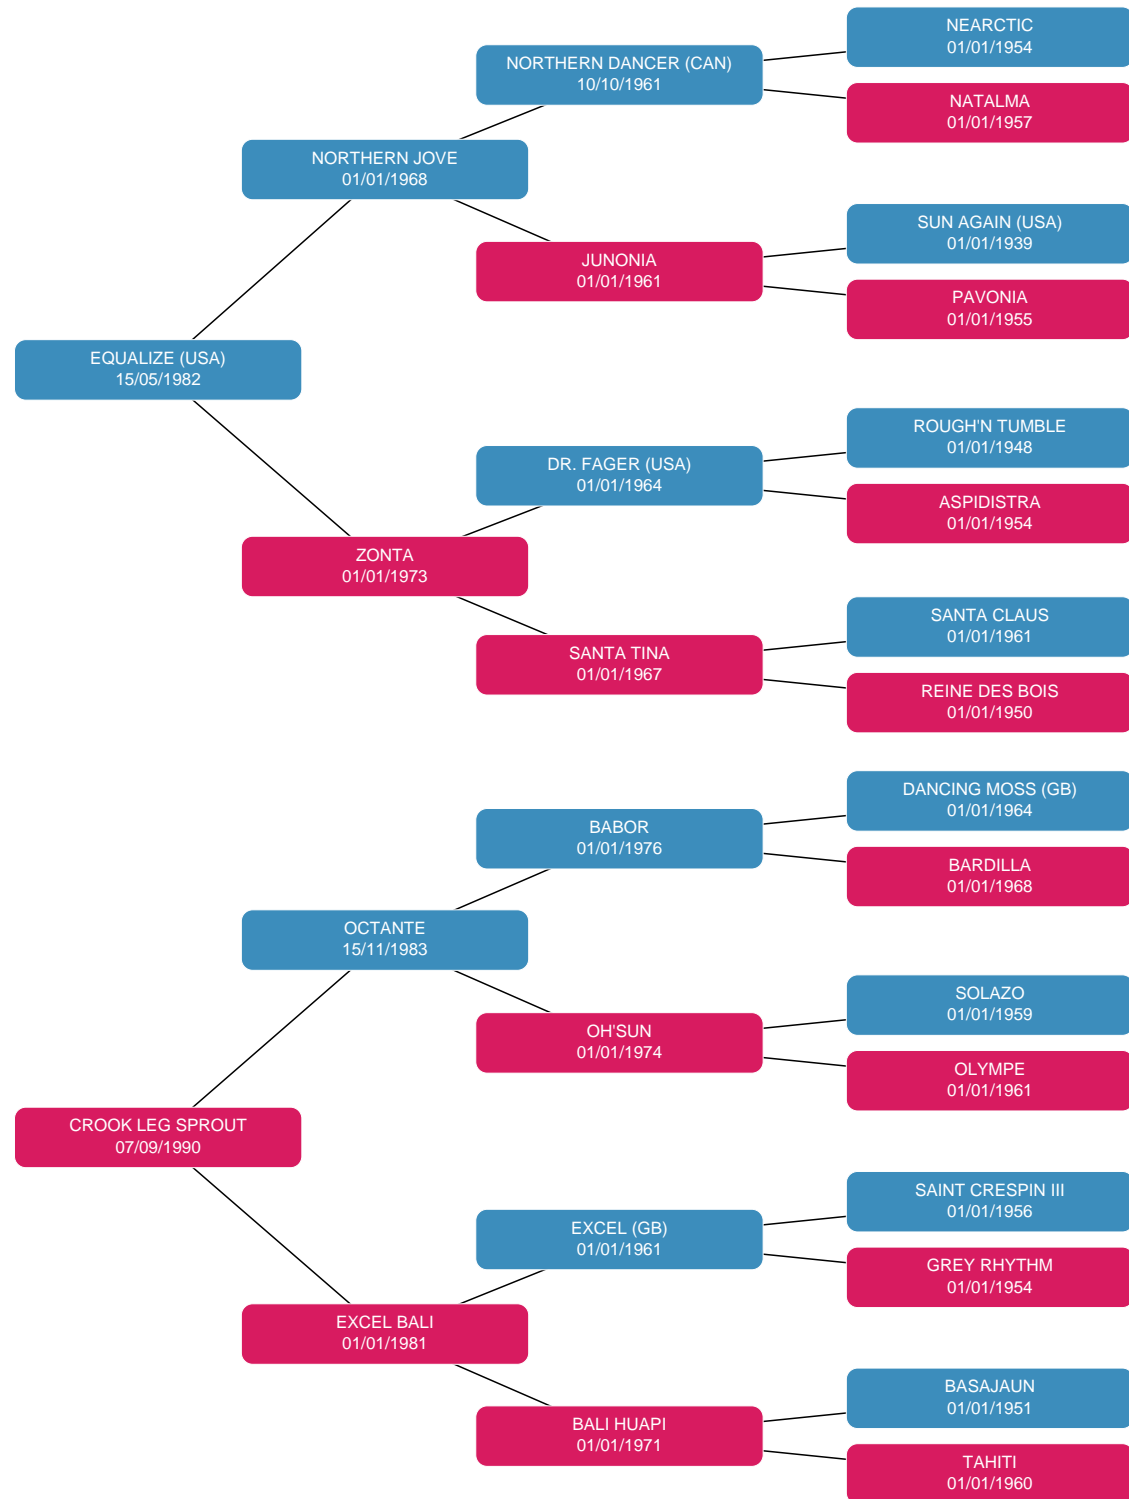 NEARCTIC
01/01/1954
NORTHERN DANCER (CAN)
10/10/1961
NATALMA
01/01/1957
NORTHERN JOVE
01/01/1968
SUN AGAIN (USA)
01/01/1939
JUNONIA
01/01/1961
PAVONIA
01/01/1955
EQUALIZE (USA)
15/05/1982
ROUGH'N TUMBLE
01/01/1948
DR. FAGER (USA)
01/01/1964
ASPIDISTRA
01/01/1954
ZONTA
01/01/1973
SANTA CLAUS
01/01/1961
SANTA TINA
01/01/1967
REINE DES BOIS
01/01/1950
DANCING MOSS (GB)
01/01/1964
BABOR
01/01/1976
BARDILLA
01/01/1968
OCTANTE
15/11/1983
SOLAZO
01/01/1959
OH'SUN
01/01/1974
OLYMPE
01/01/1961
CROOK LEG SPROUT
07/09/1990
SAINT CRESPIN III
01/01/1956
EXCEL (GB)
01/01/1961
GREY RHYTHM
01/01/1954
EXCEL BALI
01/01/1981
BASAJAUN
01/01/1951
BALI HUAPI
01/01/1971
TAHITI
01/01/1960